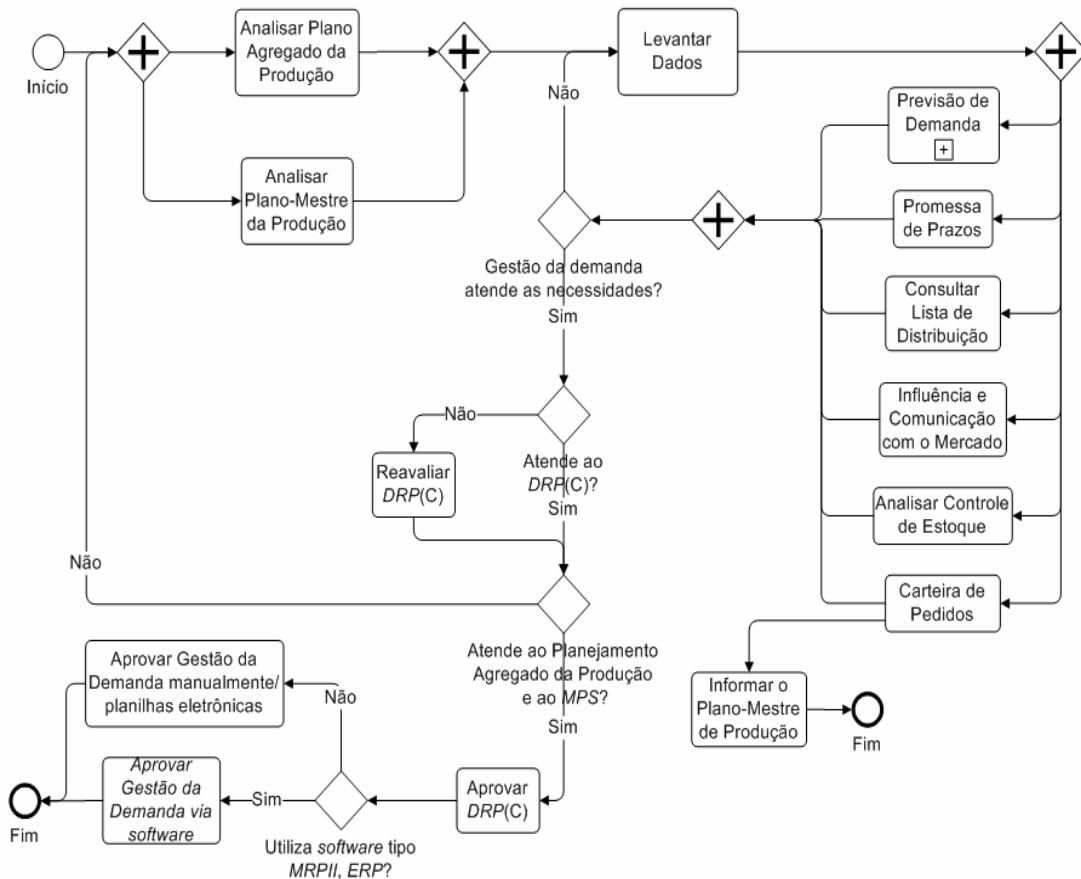 Início
Analisar Plano
Agregado da
Produção
Analisar
Plano-Mestre
da Produção
Levantar
Dados
Não
Previsão de
Demanda
+
Promessa
de Prazos
Consultar
Lista de
Distribuição
Influência e
Comunicação
com o Mercado
Analisar Controle
de Estoque
Carteira de
Pedidos
Informar o
Plano-Mestre
de Produção
Fim
Gestão da demanda
atende as necessidades?
Sim
Não
Reavaliar
DRP(C)
Atende ao
DRP(C)?
Sim
Não
Atende ao Planejamento
Agregado da Produção
e ao MPS?
Sim
Aprovar
DRP(C)
Utiliza software tipo
MRPII, ERP?
Não
Sim
Aprovar Gestão da
Demanda manualmente/
planilhas eletrônicas
Aprovar
Gestão da
Demanda via
software
Fim